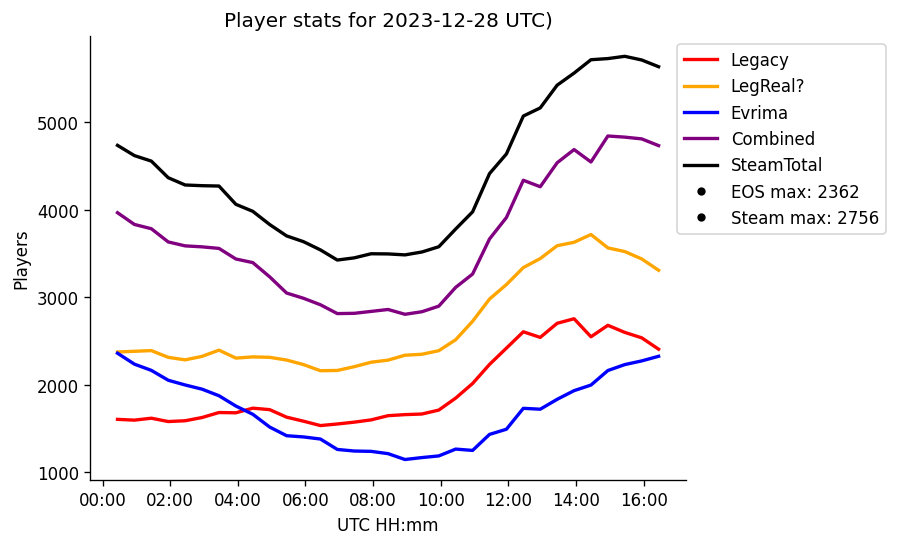 Player stats for 2023-12-28 UTC)
Legacy
LegReal?
Evrima
Combined
SteamTotal
EOS max: 2362
Steam max: 2756
Players
5000
4000
3000
2000
1000
00:00 02:00 04:00 06:00 08:00 10:00 12:00 14:00 16:00
UTC HH:mm